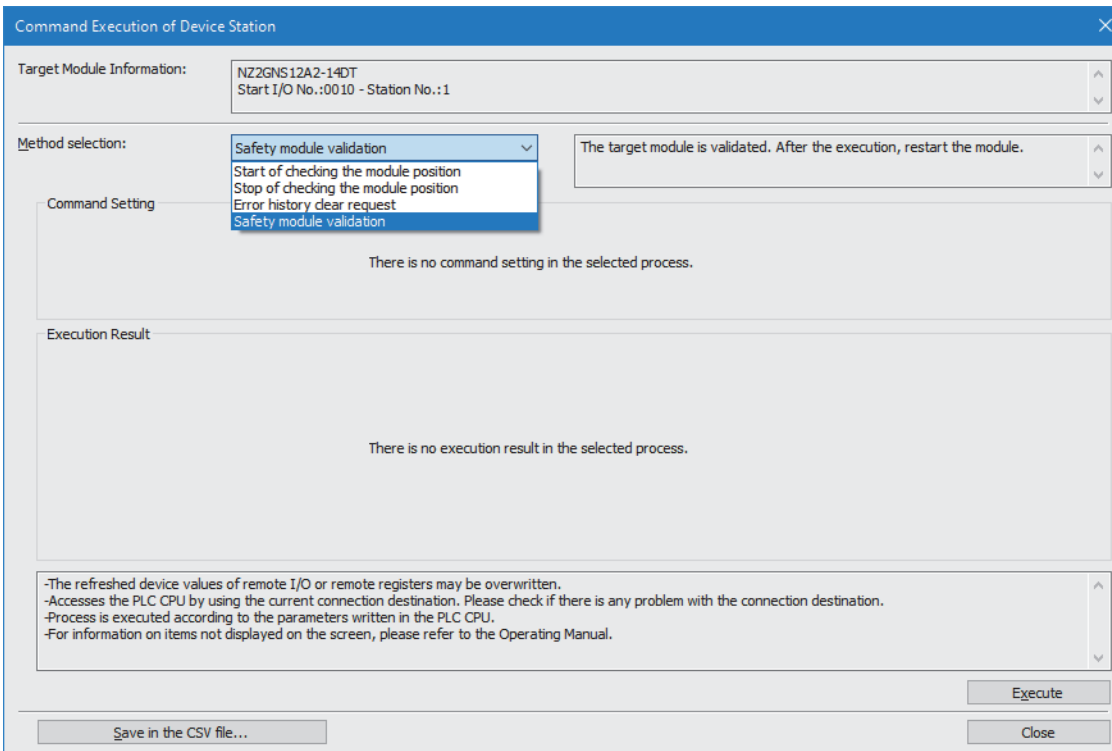 Command Execution of Device Station
Target Module Information:
NZ2GNS12A2-14DT
Start I/O No.:0010 - Station No.:1
Method selection:
Safety module validation
The target module is validated. After the execution, restart the module.
Start of checking the module position
Stop of checking the module position
Error history clear request
Safety module validation
Command Setting
There is no command setting in the selected process.
Execution Result
There is no execution result in the selected process.
-The refreshed device values of remote I/O or remote registers may be overwritten.
-Accesses the PLC CPU by using the current connection destination. Please check if there is any problem with the connection destination.
-Process is executed according to the parameters written in the PLC CPU.
-For information on items not displayed on the screen, please refer to the Operating Manual.
Execute
Save in the CSV file...
Close